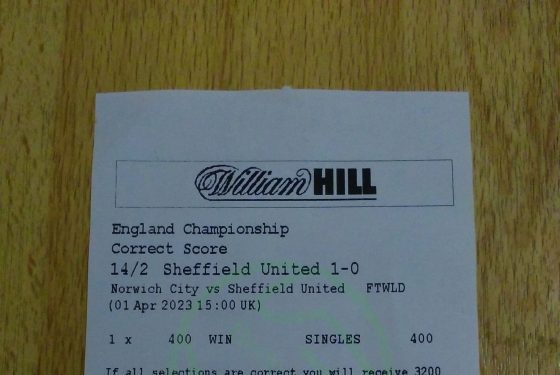 William HILL
England Championship
Correct Score
14/2 Sheffield United 1-0
Norwich City vs Sheffield United FTWLD
(01 Apr 2023 15:00 UK)
1 x 400 WIN SINGLES 400
If all selections are correct you will receive 3200